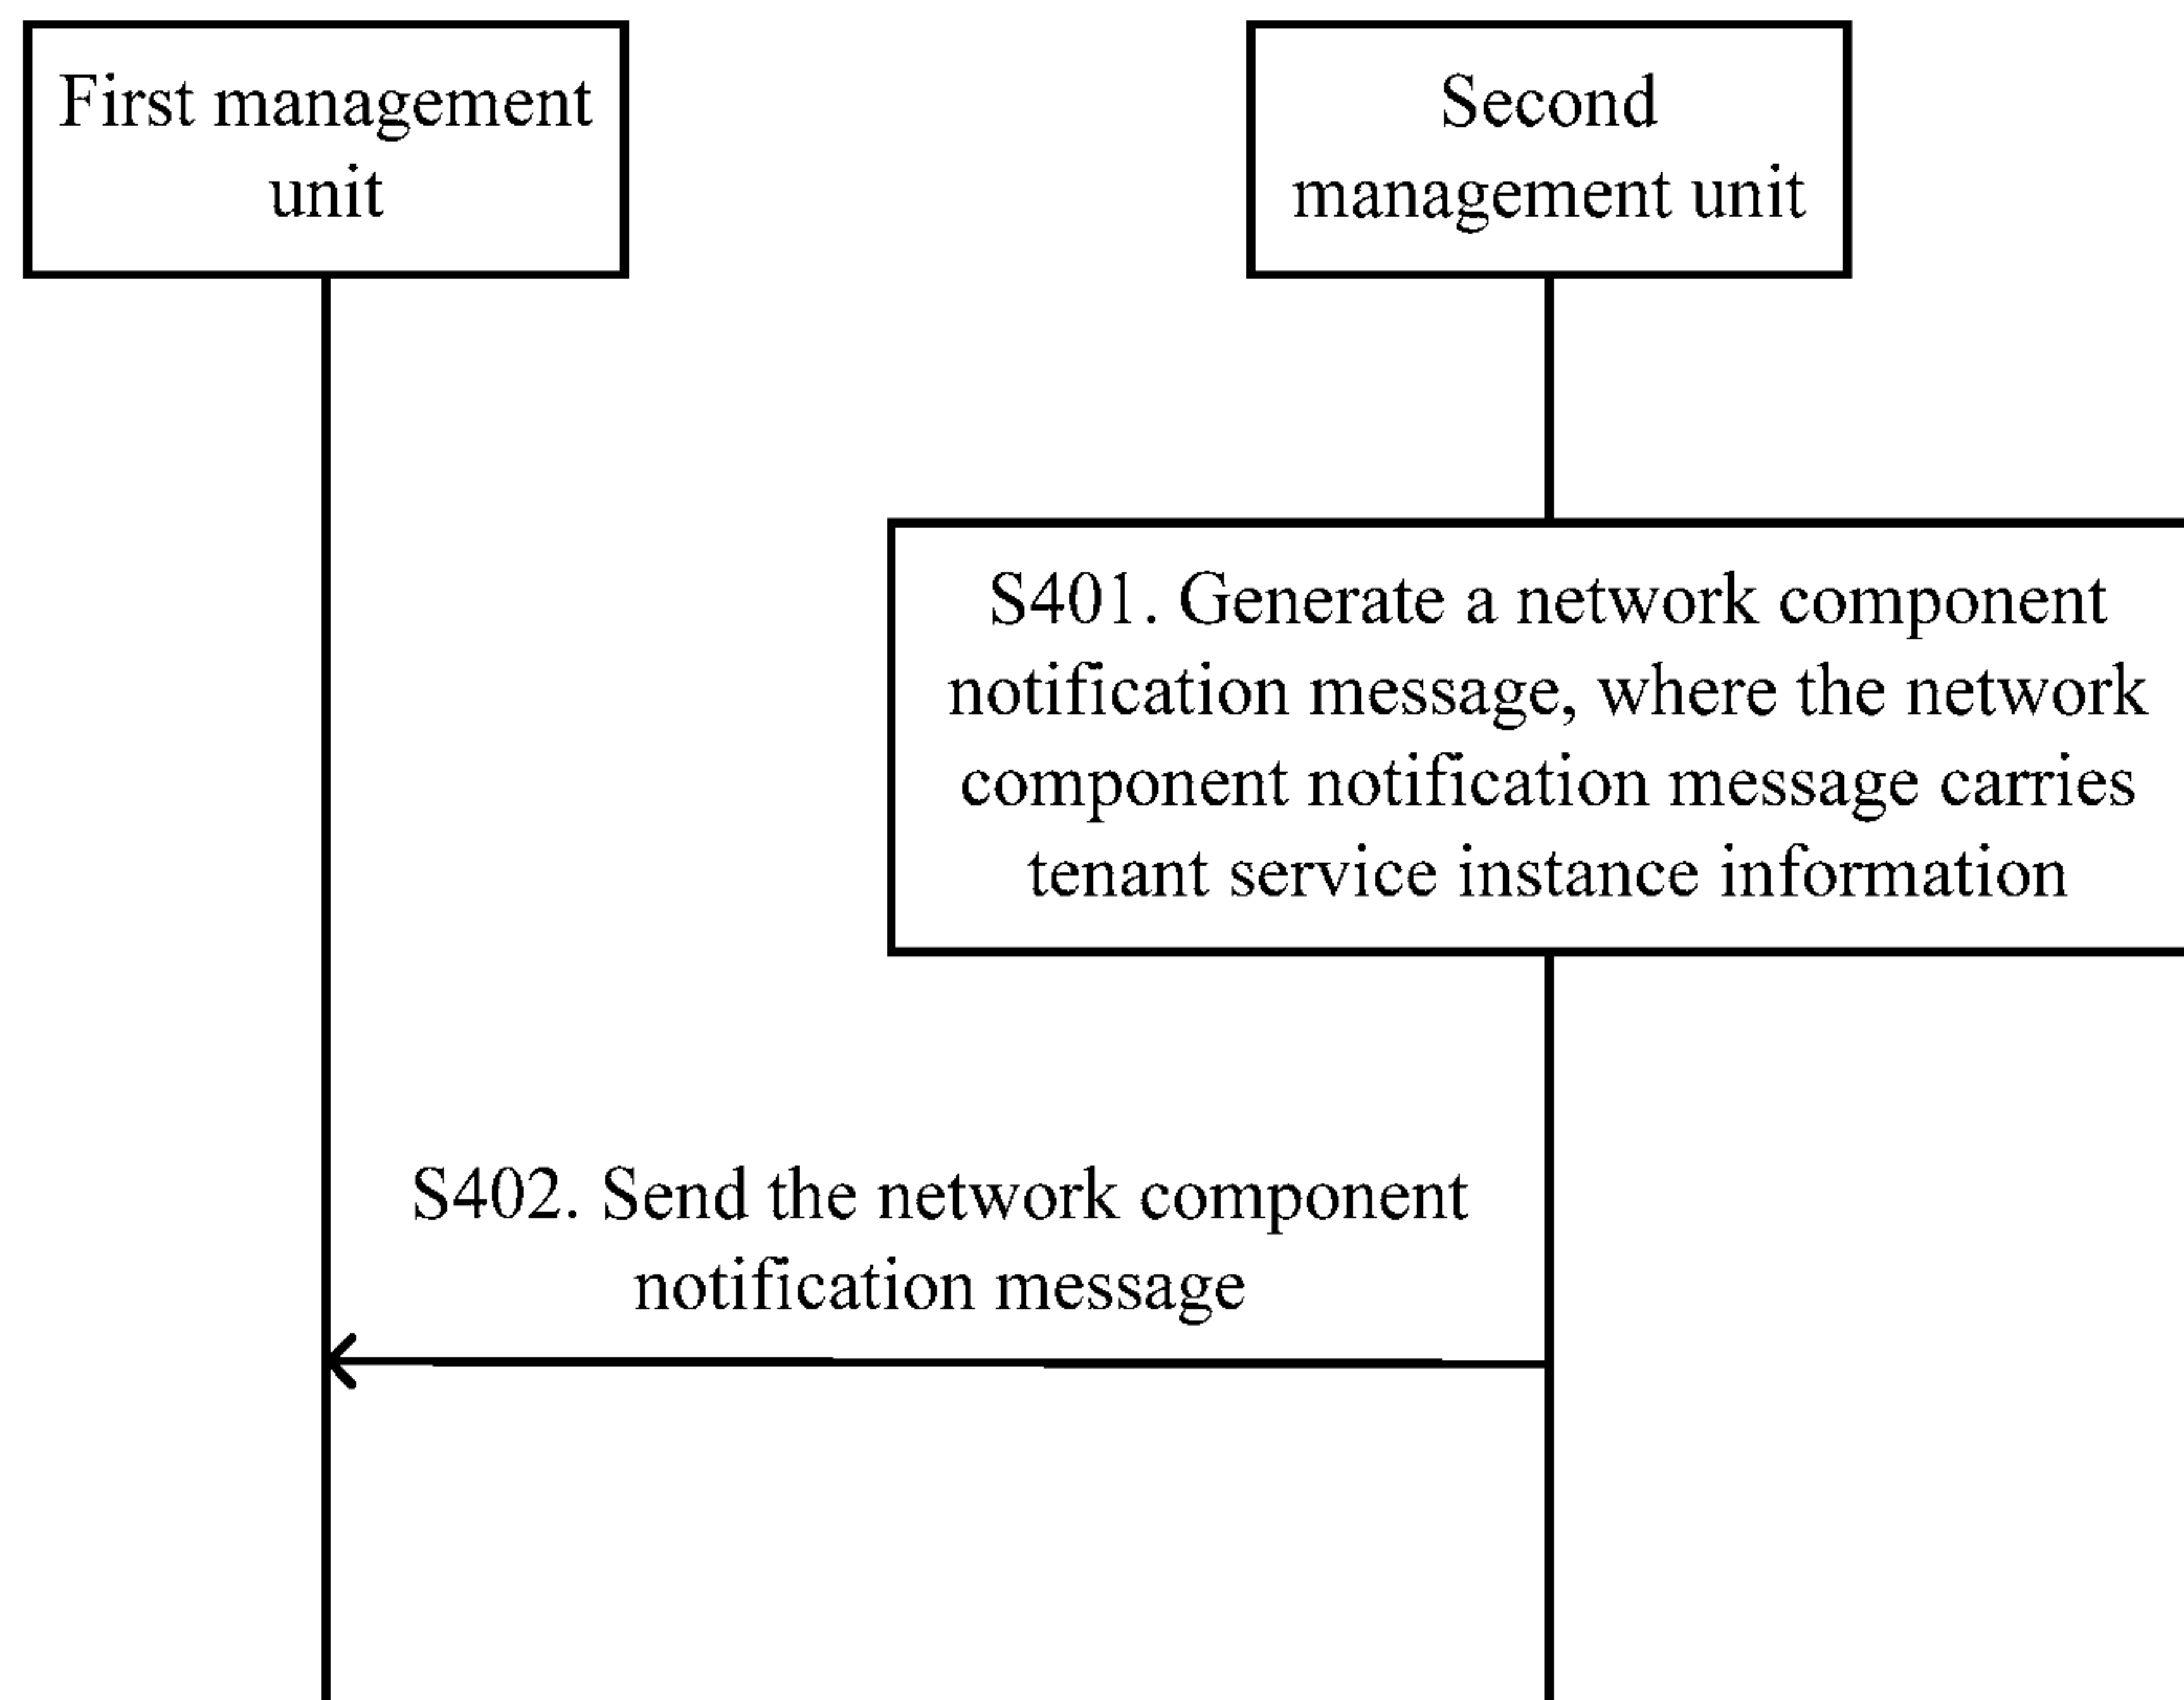 First management
unit
Second
management unit
S401. Generate a network component
notification message, where the network
component notification message carries
tenant service instance information
S402. Send the network component
notification message